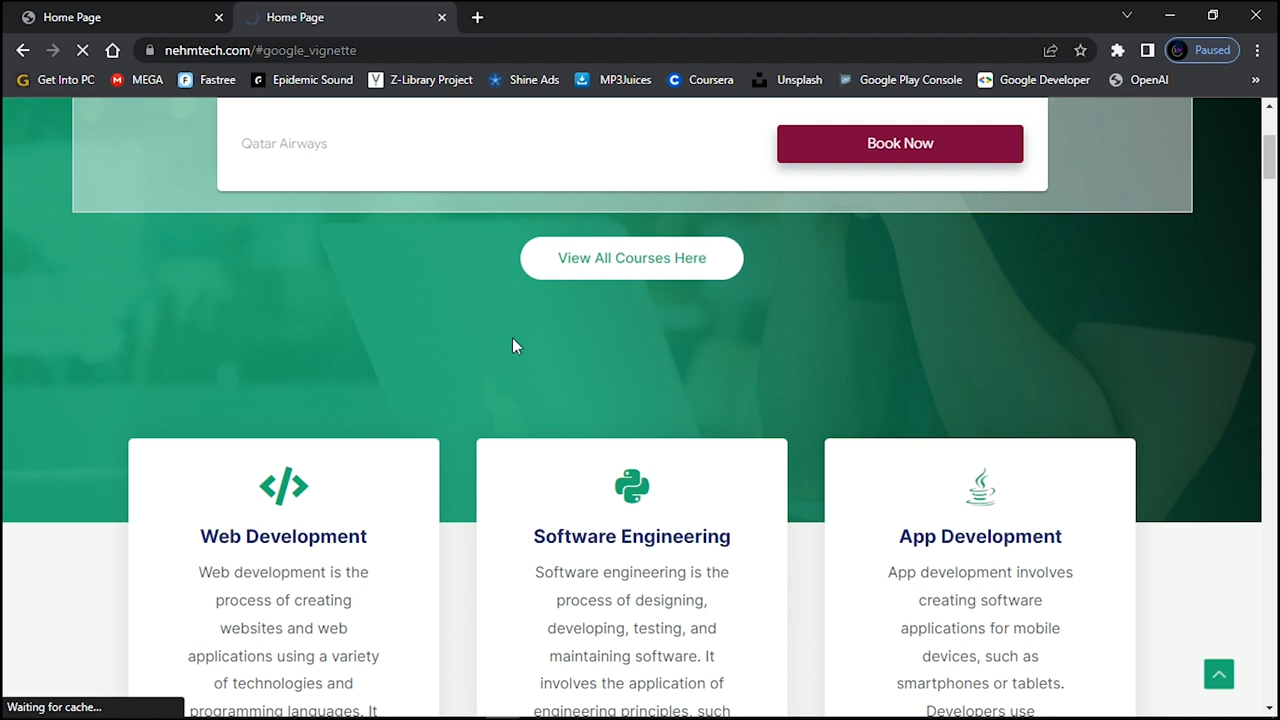 Home Page
Home Page
nehmtech.com/#google_vignette
Paused
Get Into PC
MEGA
Fastree
Epidemic Sound
Z-Library Project
Shine Ads
MP3Juices
Coursera
Unsplash
Google Play Console
Google Developer
OpenAI
Qatar Airways
Book Now
View All Courses Here
Web Development
Web development is the
process of creating
websites and web
applications using a variety
of technologies and
programming languages. It
Software Engineering
Software engineering is the
process of designing,
developing, testing, and
maintaining software. It
involves the application of
engineering principles, such
App Development
App development involves
creating software
applications for mobile
devices, such as
smartphones or tablets.
Developers use
Waiting for cache...